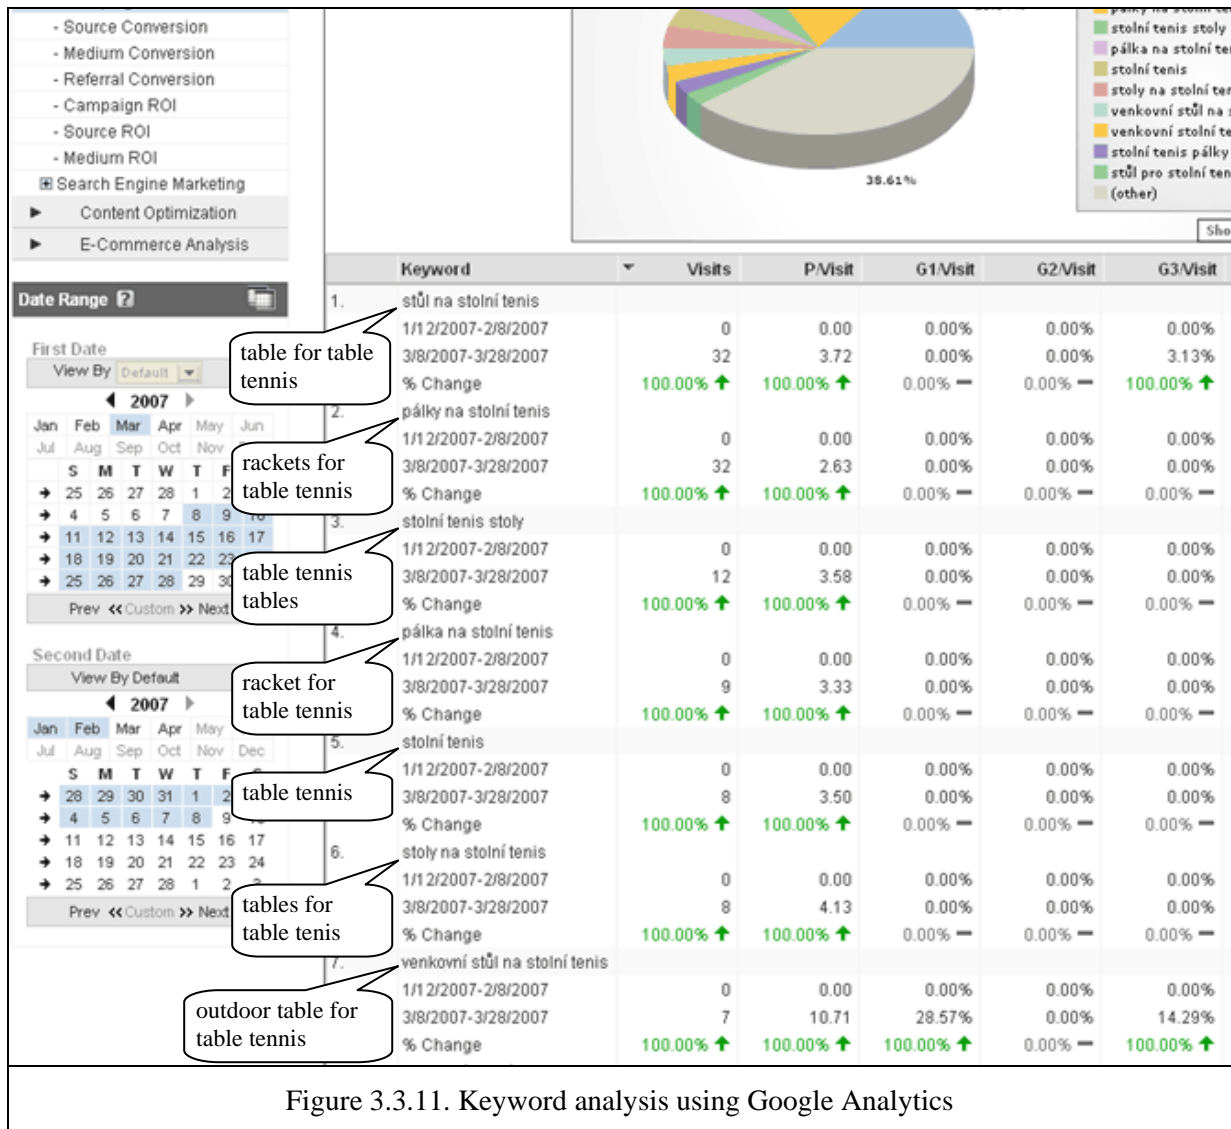 - Source Conversion
- Medium Conversion
- Referral Conversion
- Campaign ROI
- Source ROI
- Medium ROI
Search Engine Marketing
Content Optimization
E-Commerce Analysis
38.61%
stolní tenis stoly
pálka na stolní
stolní tenis
stoly na stolní
venkovní stůl na
venkovní stolní
stolní tenis pálky
stůl pro stolní
(other)
Date Range ?
First Date
View By Default
2007
Jan Feb Mar Apr May Jun
Jul Aug Sep Oct Nov
S M T W T F
25 26 27 28 1 2
4 5 6 7 8 9 10
11 12 13 14 15 16 17
18 19 20 21 22 23
25 26 27 28 29 30
Prev << Custom >> Next
Second Date
View By Default
2007
Jan Feb Mar Apr May
Jul Aug Sep Oct Nov Dec
S M T W T F S
28 29 30 31 1 2
4 5 6 7 8 9 10
11 12 13 14 15 16 17
18 19 20 21 22 23 24
25 26 27 28 1 2 3
Prev << Custom >> Next
Keyword Visits P/Visit G1/Visit G2/Visit G3/Visit
1. stůl na stolní tenis
1/12/2007-2/8/2007 0 0.00 0.00% 0.00% 0.00%
3/8/2007-3/28/2007 32 3.72 0.00% 0.00% 3.13%
% Change 100.00% 100.00% 0.00% 0.00% 100.00%
table for table
tennis
2. pálky na stolní tenis
1/12/2007-2/8/2007 0 0.00 0.00% 0.00% 0.00%
3/8/2007-3/28/2007 32 2.63 0.00% 0.00% 0.00%
% Change 100.00% 100.00% 0.00% 0.00% 0.00%
rackets for
table tennis
3. stolní tenis stoly
1/12/2007-2/8/2007 0 0.00 0.00% 0.00% 0.00%
3/8/2007-3/28/2007 12 3.58 0.00% 0.00% 0.00%
% Change 100.00% 100.00% 0.00% 0.00% 0.00%
table tennis
tables
4. pálka na stolní tenis
1/12/2007-2/8/2007 0 0.00 0.00% 0.00% 0.00%
3/8/2007-3/28/2007 9 3.33 0.00% 0.00% 0.00%
% Change 100.00% 100.00% 0.00% 0.00% 0.00%
racket for
table tennis
5. stolní tenis
1/12/2007-2/8/2007 0 0.00 0.00% 0.00% 0.00%
3/8/2007-3/28/2007 8 3.50 0.00% 0.00% 0.00%
% Change 100.00% 100.00% 0.00% 0.00% 0.00%
table tennis
6. stoly na stolní tenis
1/12/2007-2/8/2007 0 0.00 0.00% 0.00% 0.00%
3/8/2007-3/28/2007 8 4.13 0.00% 0.00% 0.00%
% Change 100.00% 100.00% 0.00% 0.00% 0.00%
tables for
table tenis
7. venkovní stůl na stolní tenis
1/12/2007-2/8/2007 0 0.00 0.00% 0.00% 0.00%
3/8/2007-3/28/2007 7 10.71 28.57% 0.00% 14.29%
% Change 100.00% 100.00% 100.00% 0.00% 100.00%
outdoor table for
table tennis
Figure 3.3.11. Keyword analysis using Google Analytics